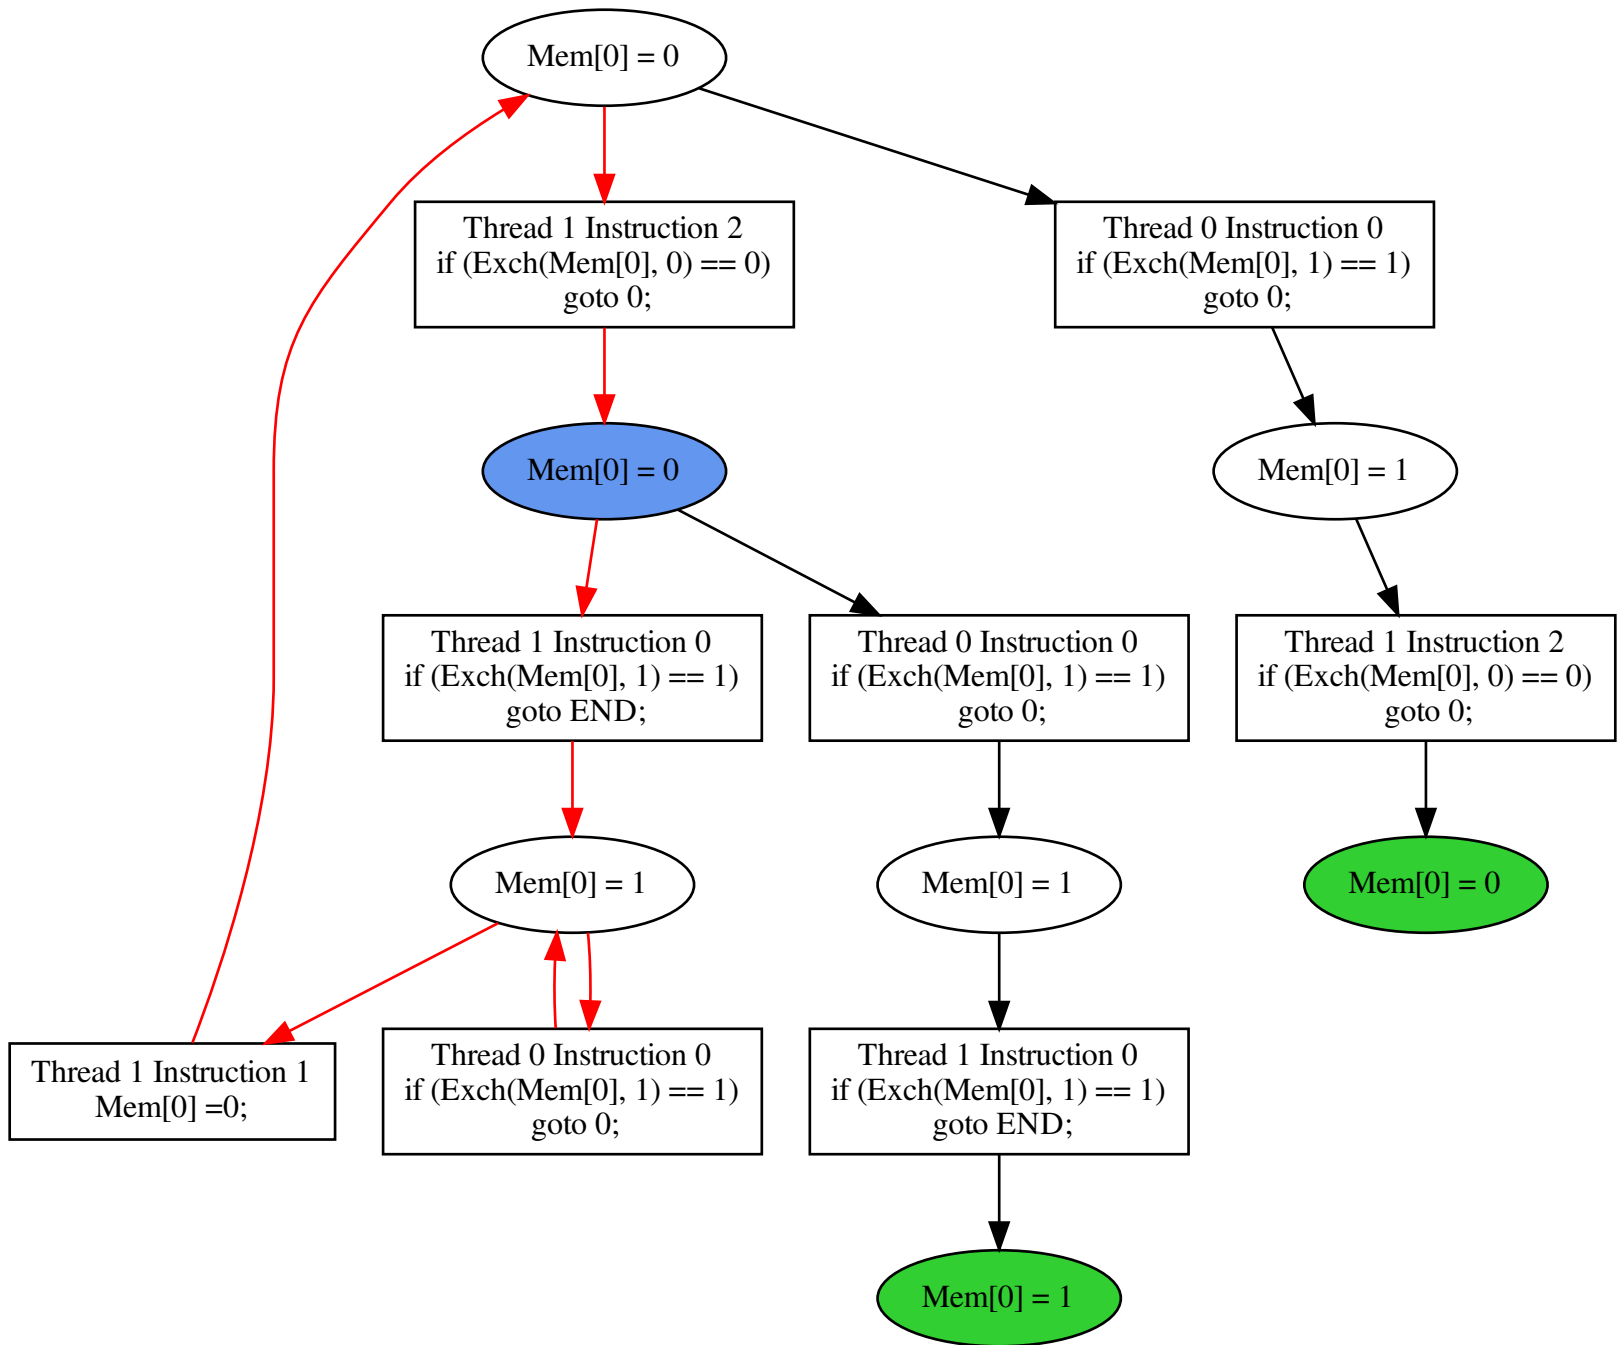 Mem[0] = 0
Thread 1 Instruction 2
if (Exch(Mem[0], 0) == 0)
goto 0;
Thread 0 Instruction 0
if (Exch(Mem[0], 1) == 1)
goto 0;
Mem[0] = 0
Mem[0] = 1
Thread 1 Instruction 0
if (Exch(Mem[0], 1) == 1)
goto END;
Thread 0 Instruction 0
if (Exch(Mem[0], 1) == 1)
goto 0;
Thread 1 Instruction 2
if (Exch(Mem[0], 0) == 0)
goto 0;
Mem[0] = 1
Mem[0] = 1
Mem[0] = 0
Thread 1 Instruction 1
Mem[0] =0;
Thread 0 Instruction 0
if (Exch(Mem[0], 1) == 1)
goto 0;
Thread 1 Instruction 0
if (Exch(Mem[0], 1) == 1)
goto END;
Mem[0] = 1